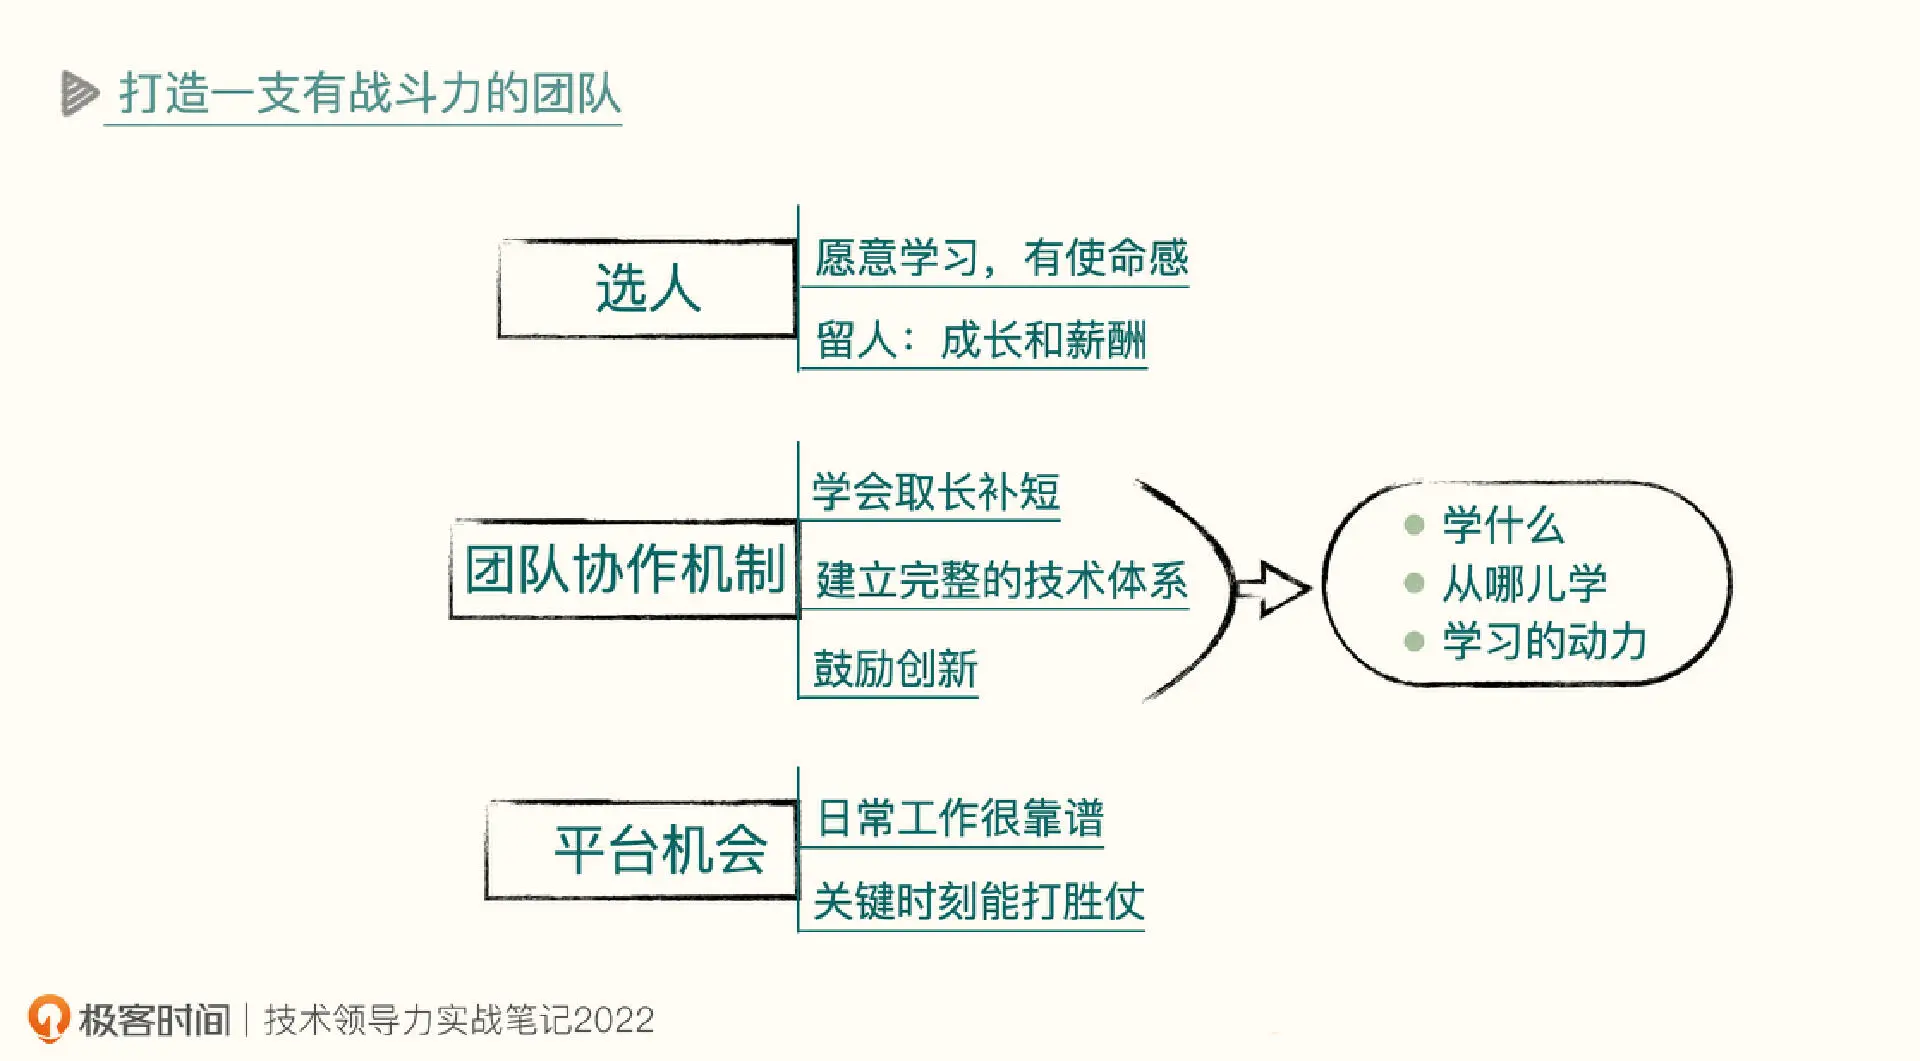 打造一支有战斗力的团队
选人
愿意学习，有使命感
留人：成长和薪酬
团队协作机制
学会取长补短
建立完整的技术体系
鼓励创新
学什么
从哪儿学
学习的动力
平台机会
日常工作很靠谱
关键时刻能打胜仗
极客时间 | 技术领导力实战笔记2022